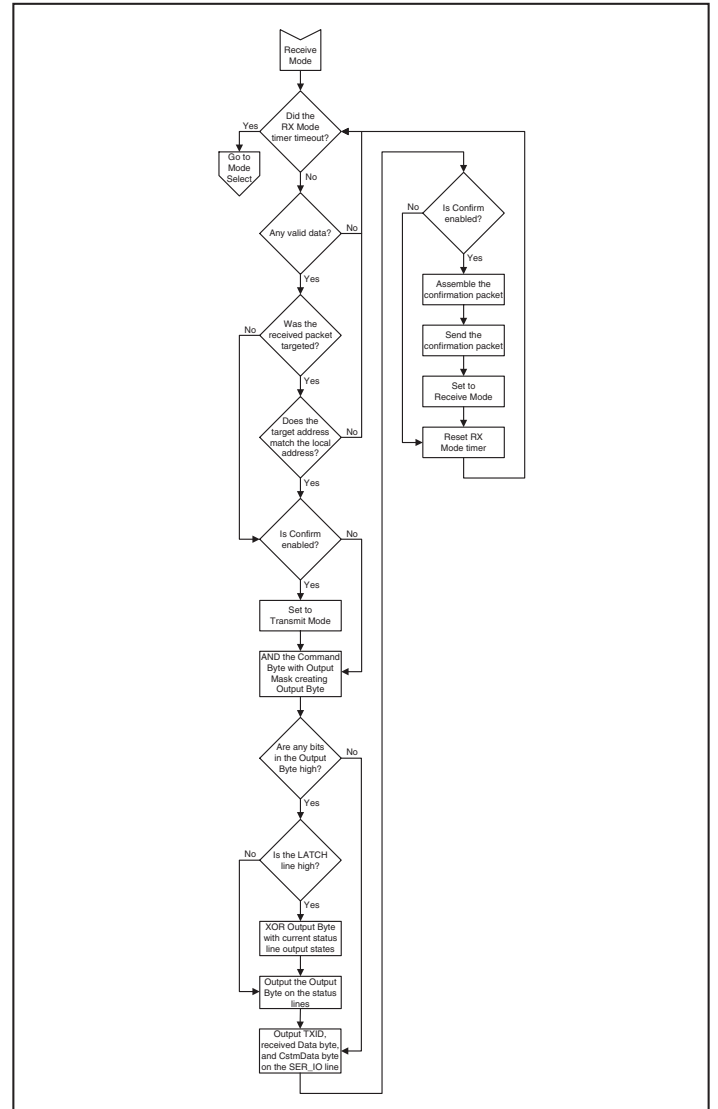 Receive
Mode
Did the
RX Mode
timer timeout?
Yes
Go to
Mode
Select
No
Any valid data?
No
Yes
Was the
received packet
targeted?
No
Yes
Does the
target address
match the local
address?
No
Yes
Is Confirm
enabled?
No
Yes
Set to
Transmit Mode
AND the Command
Byte with Output
Mask creating
Output Byte
Are any bits
in the Output
Byte high?
No
Yes
Is the LATCH
line high?
No
Yes
XOR Output Byte
with current status
line output states
Output the Output
Byte on the status
lines
Output TXID,
received Data byte,
and CstmData byte
on the SER_IO line
Is Confirm
enabled?
No
Yes
Assemble the
confirmation packet
Send the
confirmation packet
Set to
Receive Mode
Reset RX
Mode timer